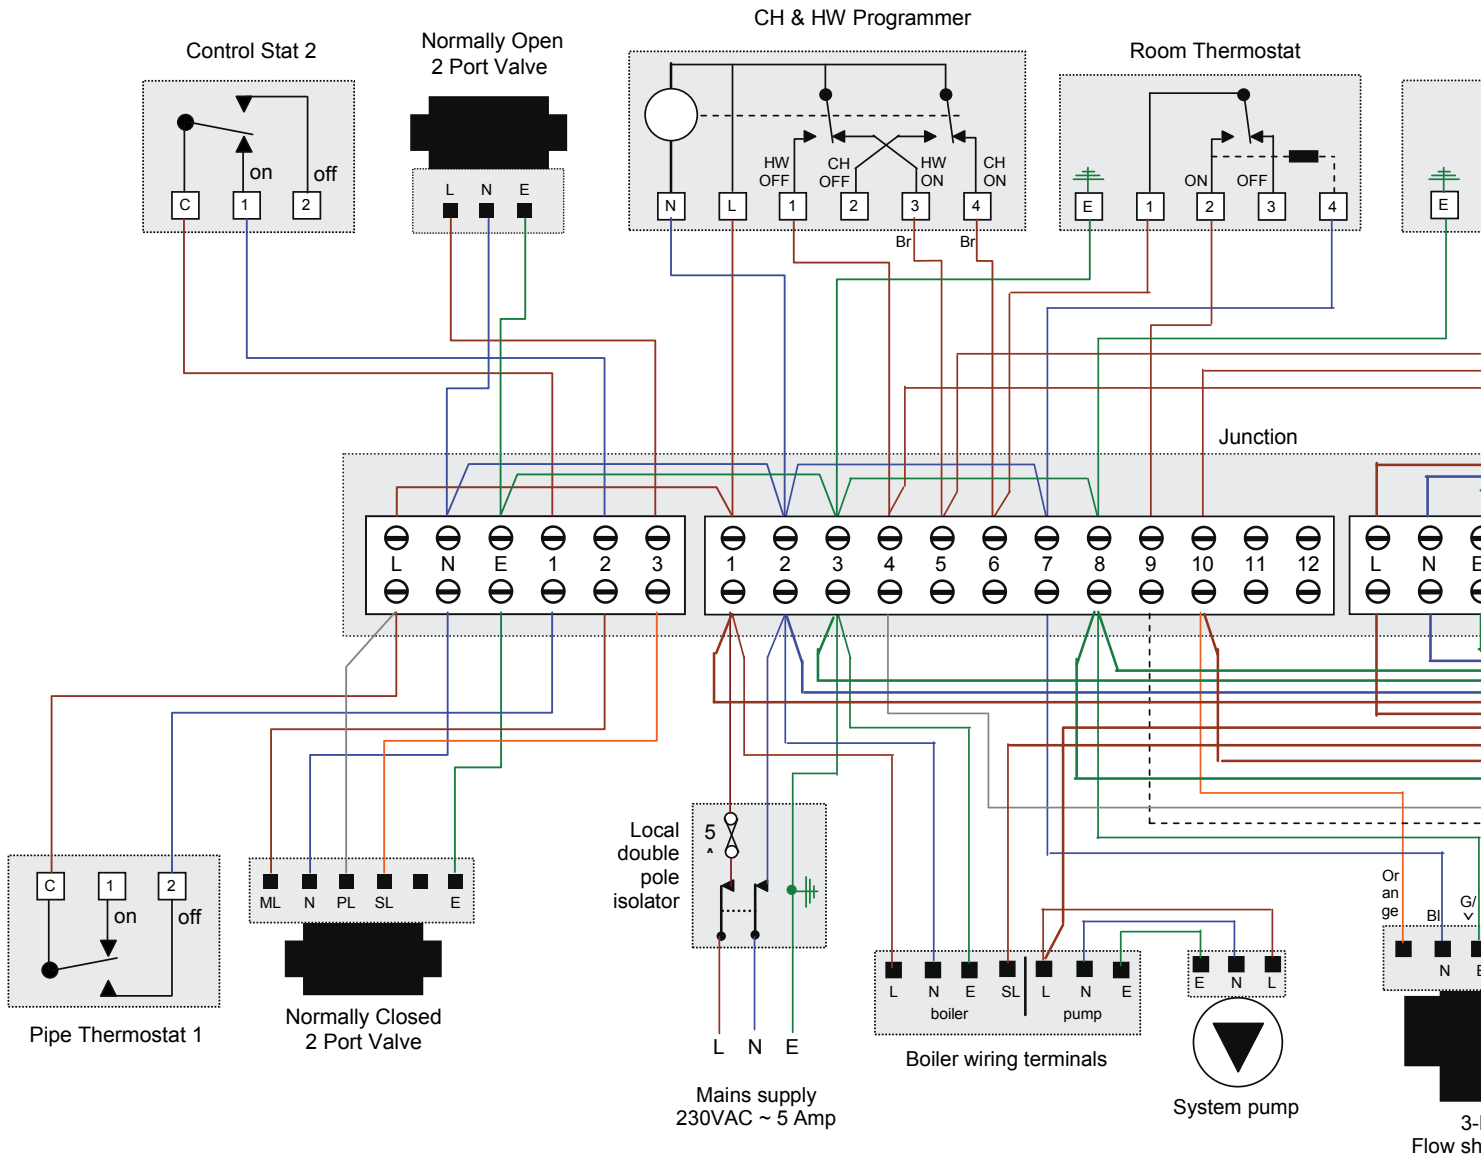 CH & HW Programmer
Control Stat 2
Normally Open
2 Port Valve
Room Thermostat
on
off
C
1
2
L N E
HW
OFF
CH
OFF
HW
ON
CH
ON
N
L
1
2
3
4
Br
Br
ON
OFF
E
1
2
3
4
E
Junction
L N E 1 2 3
1 2 3 4 5 6 7 8 9 10 11 12
L N E
C
1
2
on
off
Pipe Thermostat 1
ML N PL SL E
Normally Closed
2 Port Valve
Local
double
pole
isolator
5
L N E
Mains supply
230VAC ~ 5 Amp
L N E SL L N E
boiler
pump
Boiler wiring terminals
E N L
System pump
Or
an
ge
Bl
G/
N
E
3-
Flow sh